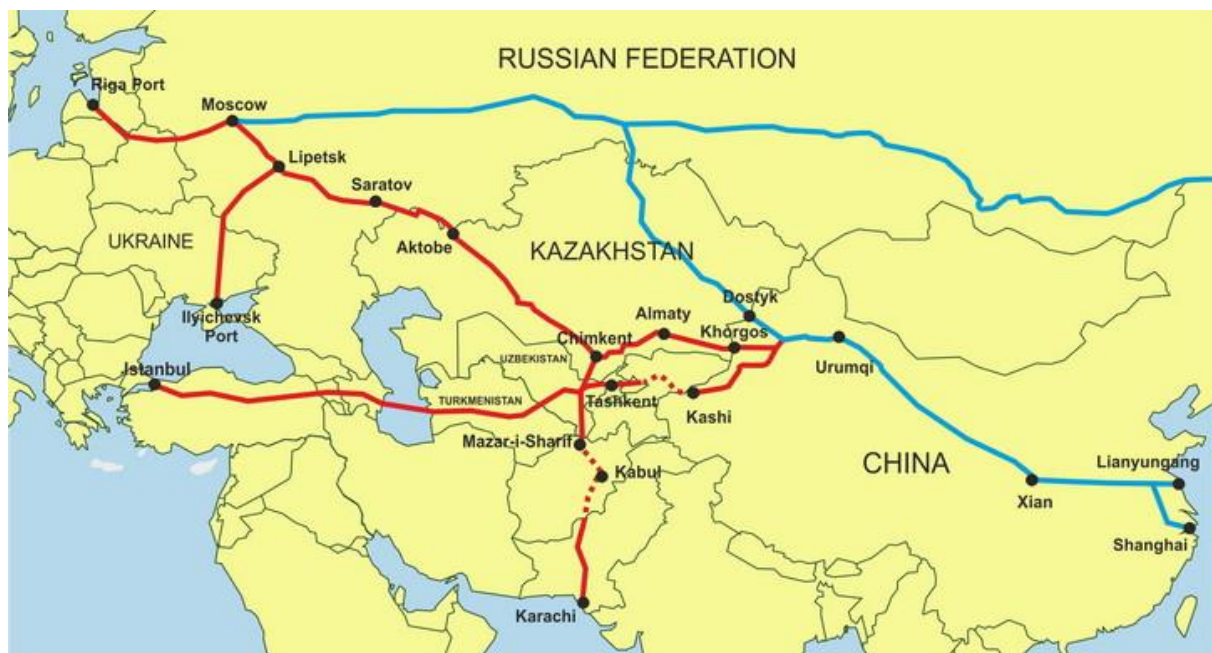 RUSSIAN FEDERATION
Riga Port
Moscow
Lipetsk
Saratov
UKRAINE
Aktobe
KAZAKHSTAN
Dostyk
Ilyichevsk
Port
Almaty
Khorgos
Chimkent
UZBEKISTAN
Urumqi
Istanbul
TURKMENISTAN
Tashkent
Kashi
Mazar-i-Sharif
Kabul
CHINA
Lianyungang
Xian
Shanghai
Karachi